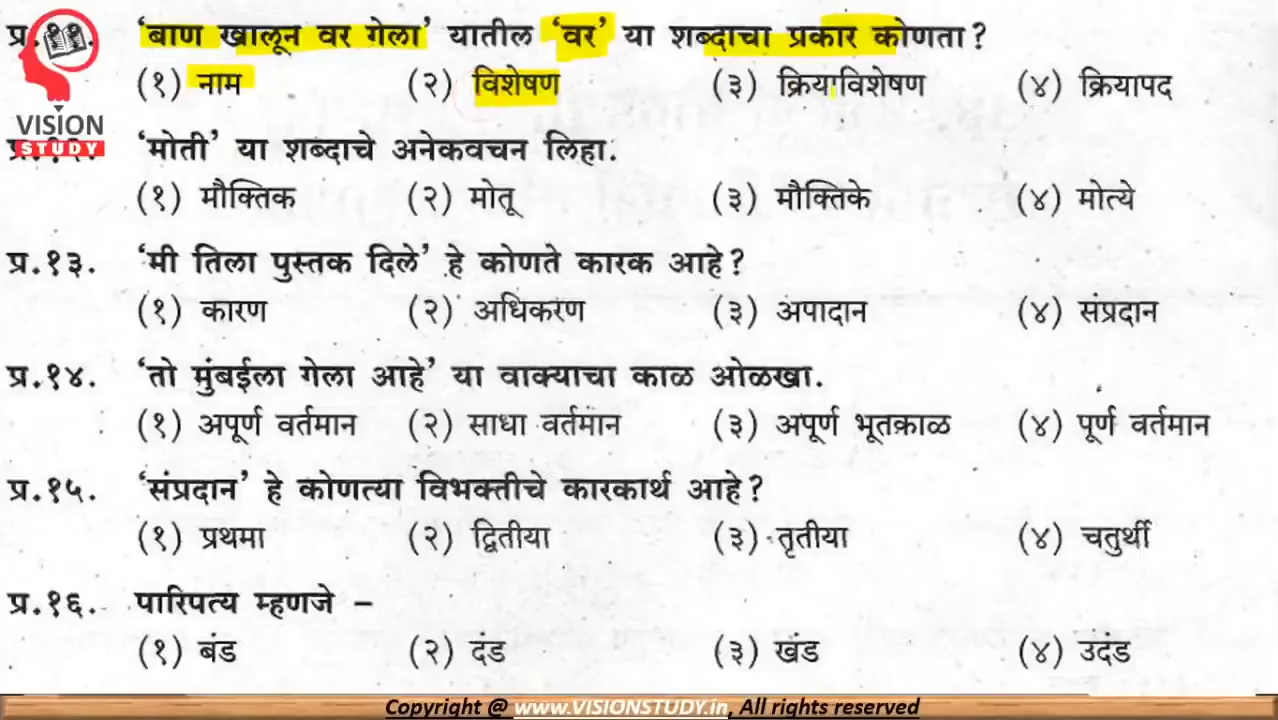 प्र.११. ‘बाण खालून वर गेला’ यातील ‘वर’ या शब्दाचा प्रकार कोणता?
(१) नाम (२) विशेषण (३) क्रियाविशेषण (४) क्रियापद
VISION
STUDY
‘मोती’ या शब्दाचे अनेकवचन लिहा.
(१) मौक्तिक (२) मोतू (३) मौक्तिके (४) मोत्ये
प्र.१३. ‘मी तिला पुस्तक दिले’ हे कोणते कारक आहे?
(१) कारण (२) अधिकरण (३) अपादान (४) संप्रदान
प्र.१४. ‘तो मुंबईला गेला आहे’ या वाक्याचा काळ ओळखा.
(१) अपूर्ण वर्तमान (२) साधा वर्तमान (३) अपूर्ण भूतकाळ (४) पूर्ण वर्तमान
प्र.१५. ‘संप्रदान’ हे कोणत्या विभक्तीचे कारकार्थ आहे?
(१) प्रथमा (२) द्वितीया (३) तृतीया (४) चतुर्थी
प्र.१६. पारिपत्य म्हणजे –
(१) बंड (२) दंड (३) खंड (४) उदंड
Copyright @ www.VISIONSTUDY.in, All rights reserved